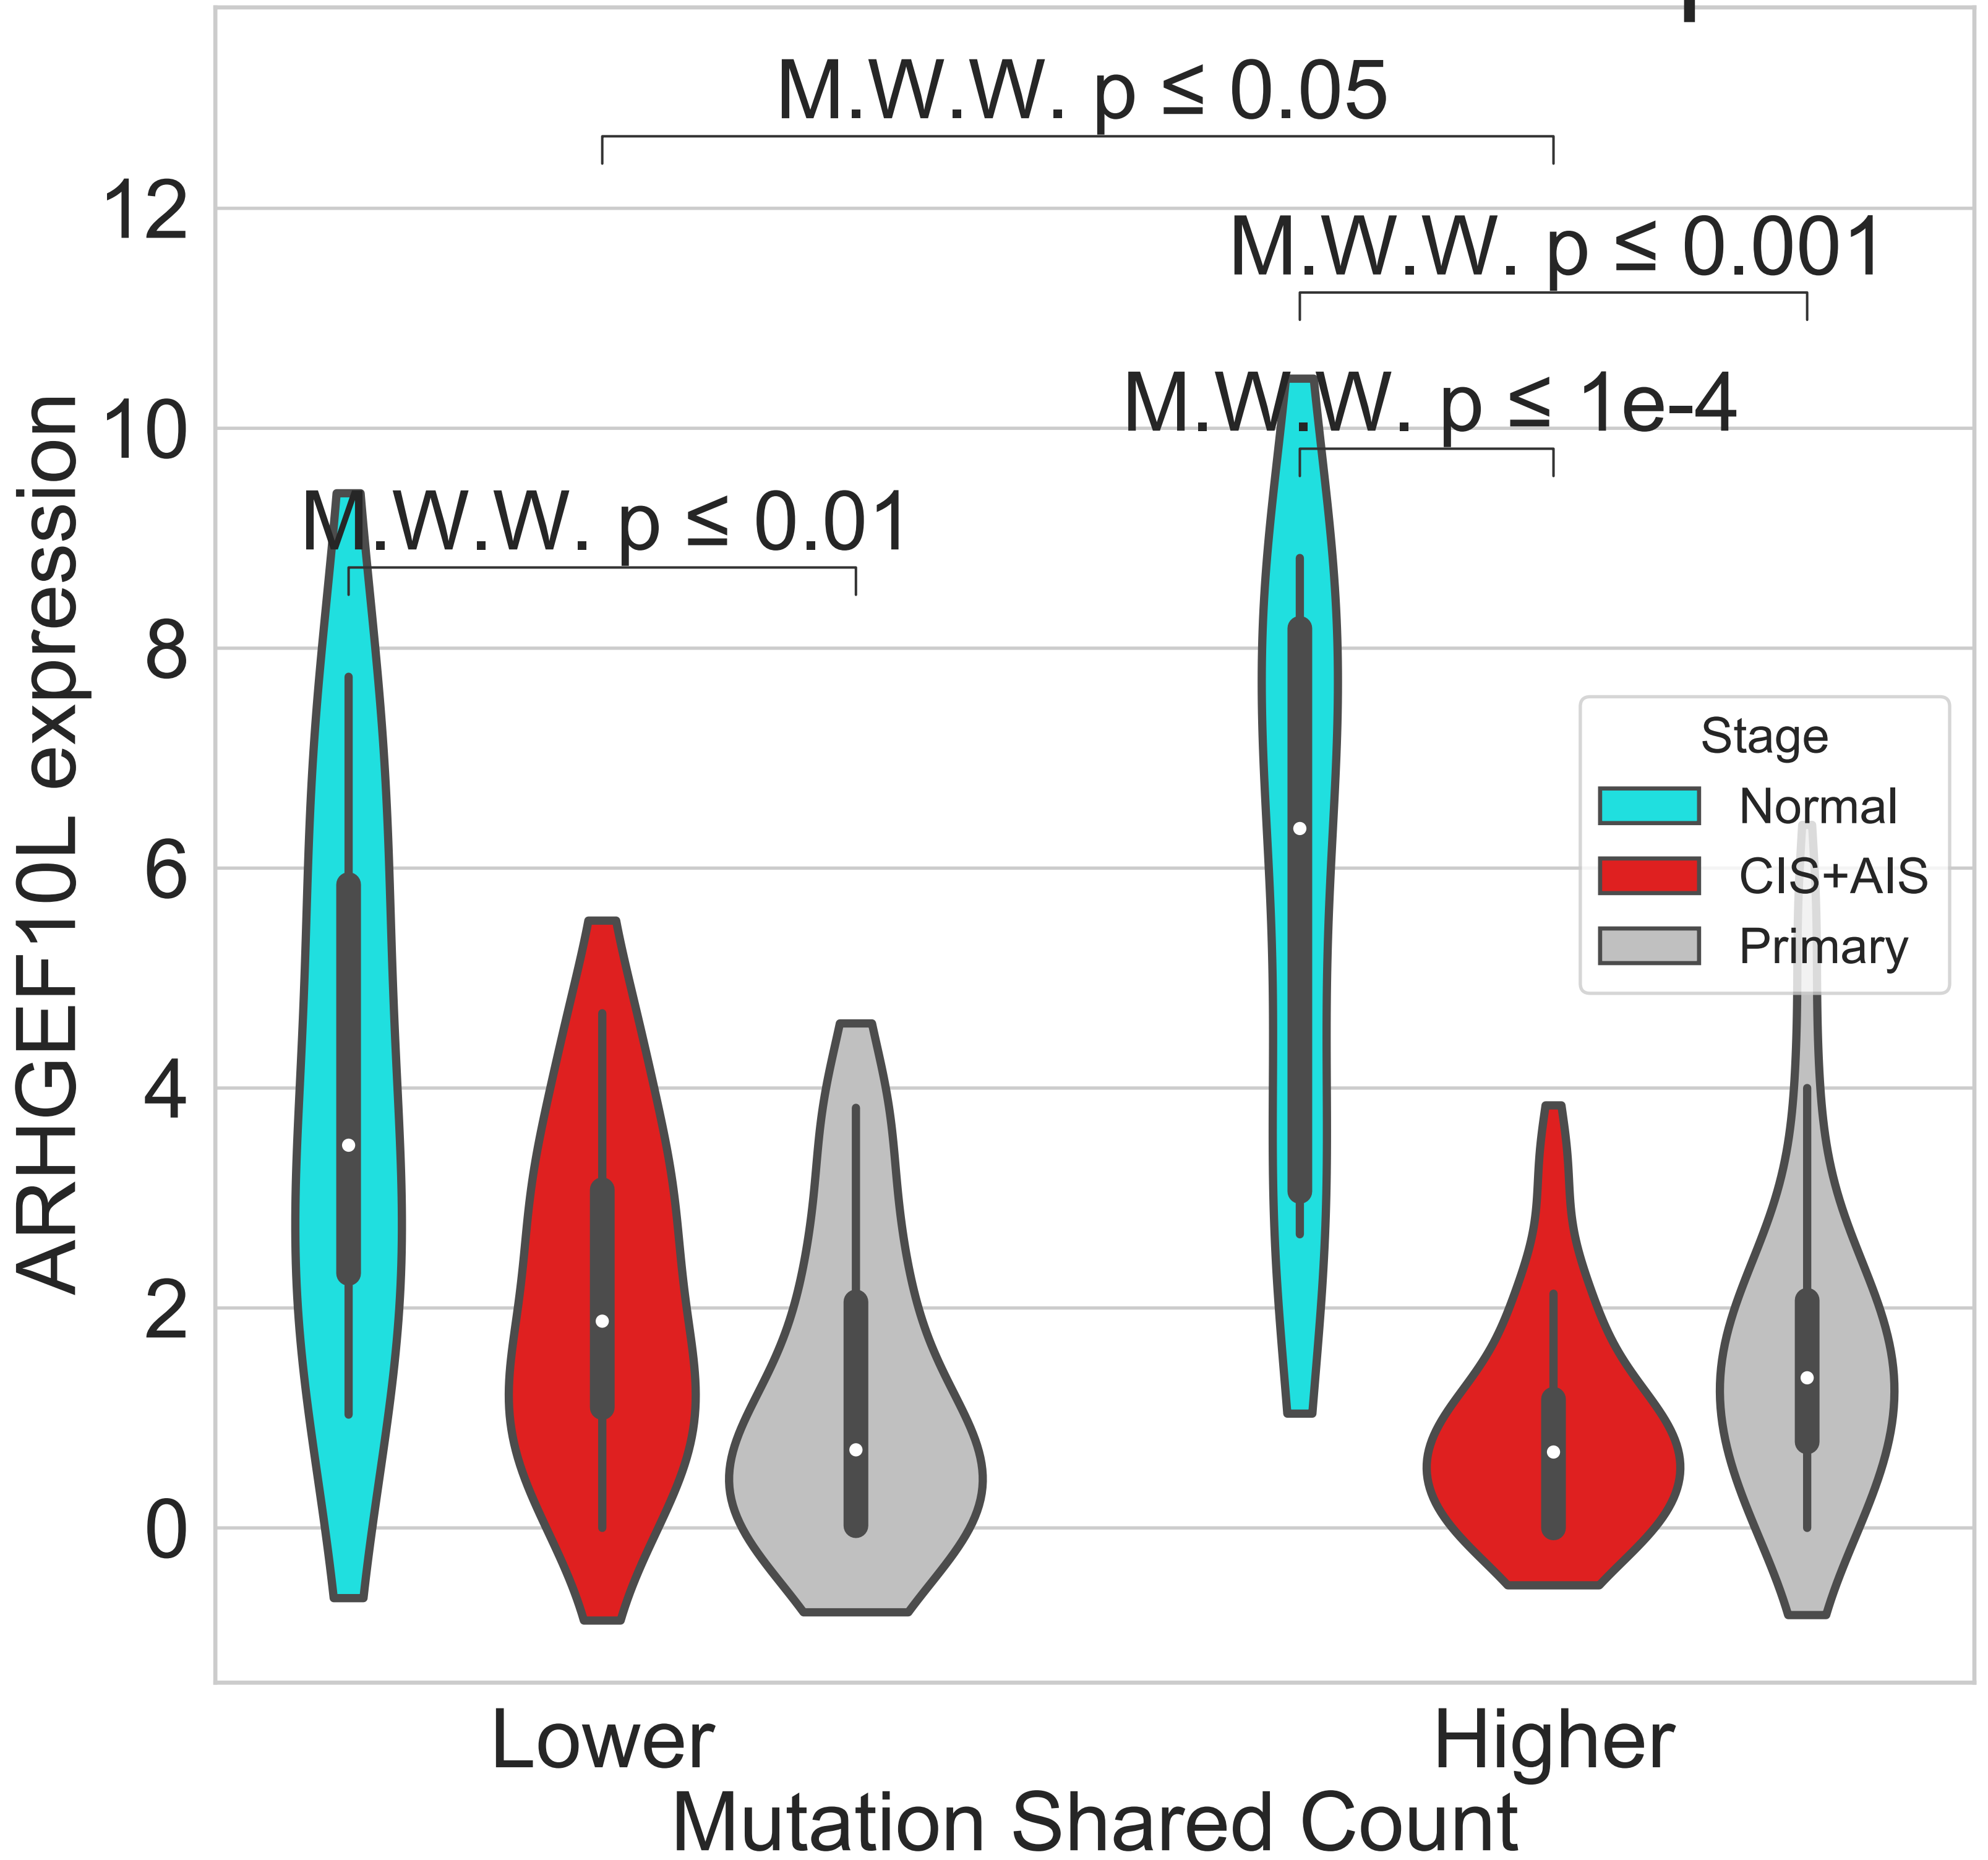 M.W.W. p ≤ 0.05
12
M.W.W. p ≤ 0.001
M.W.W. p ≤ 1e-4
10
M.W.W. p ≤ 0.01
8
Stage
Normal
CIS+AIS
Primary
6
4
2
0
ARHGEF10L expression
Lower
Higher
Mutation Shared Count